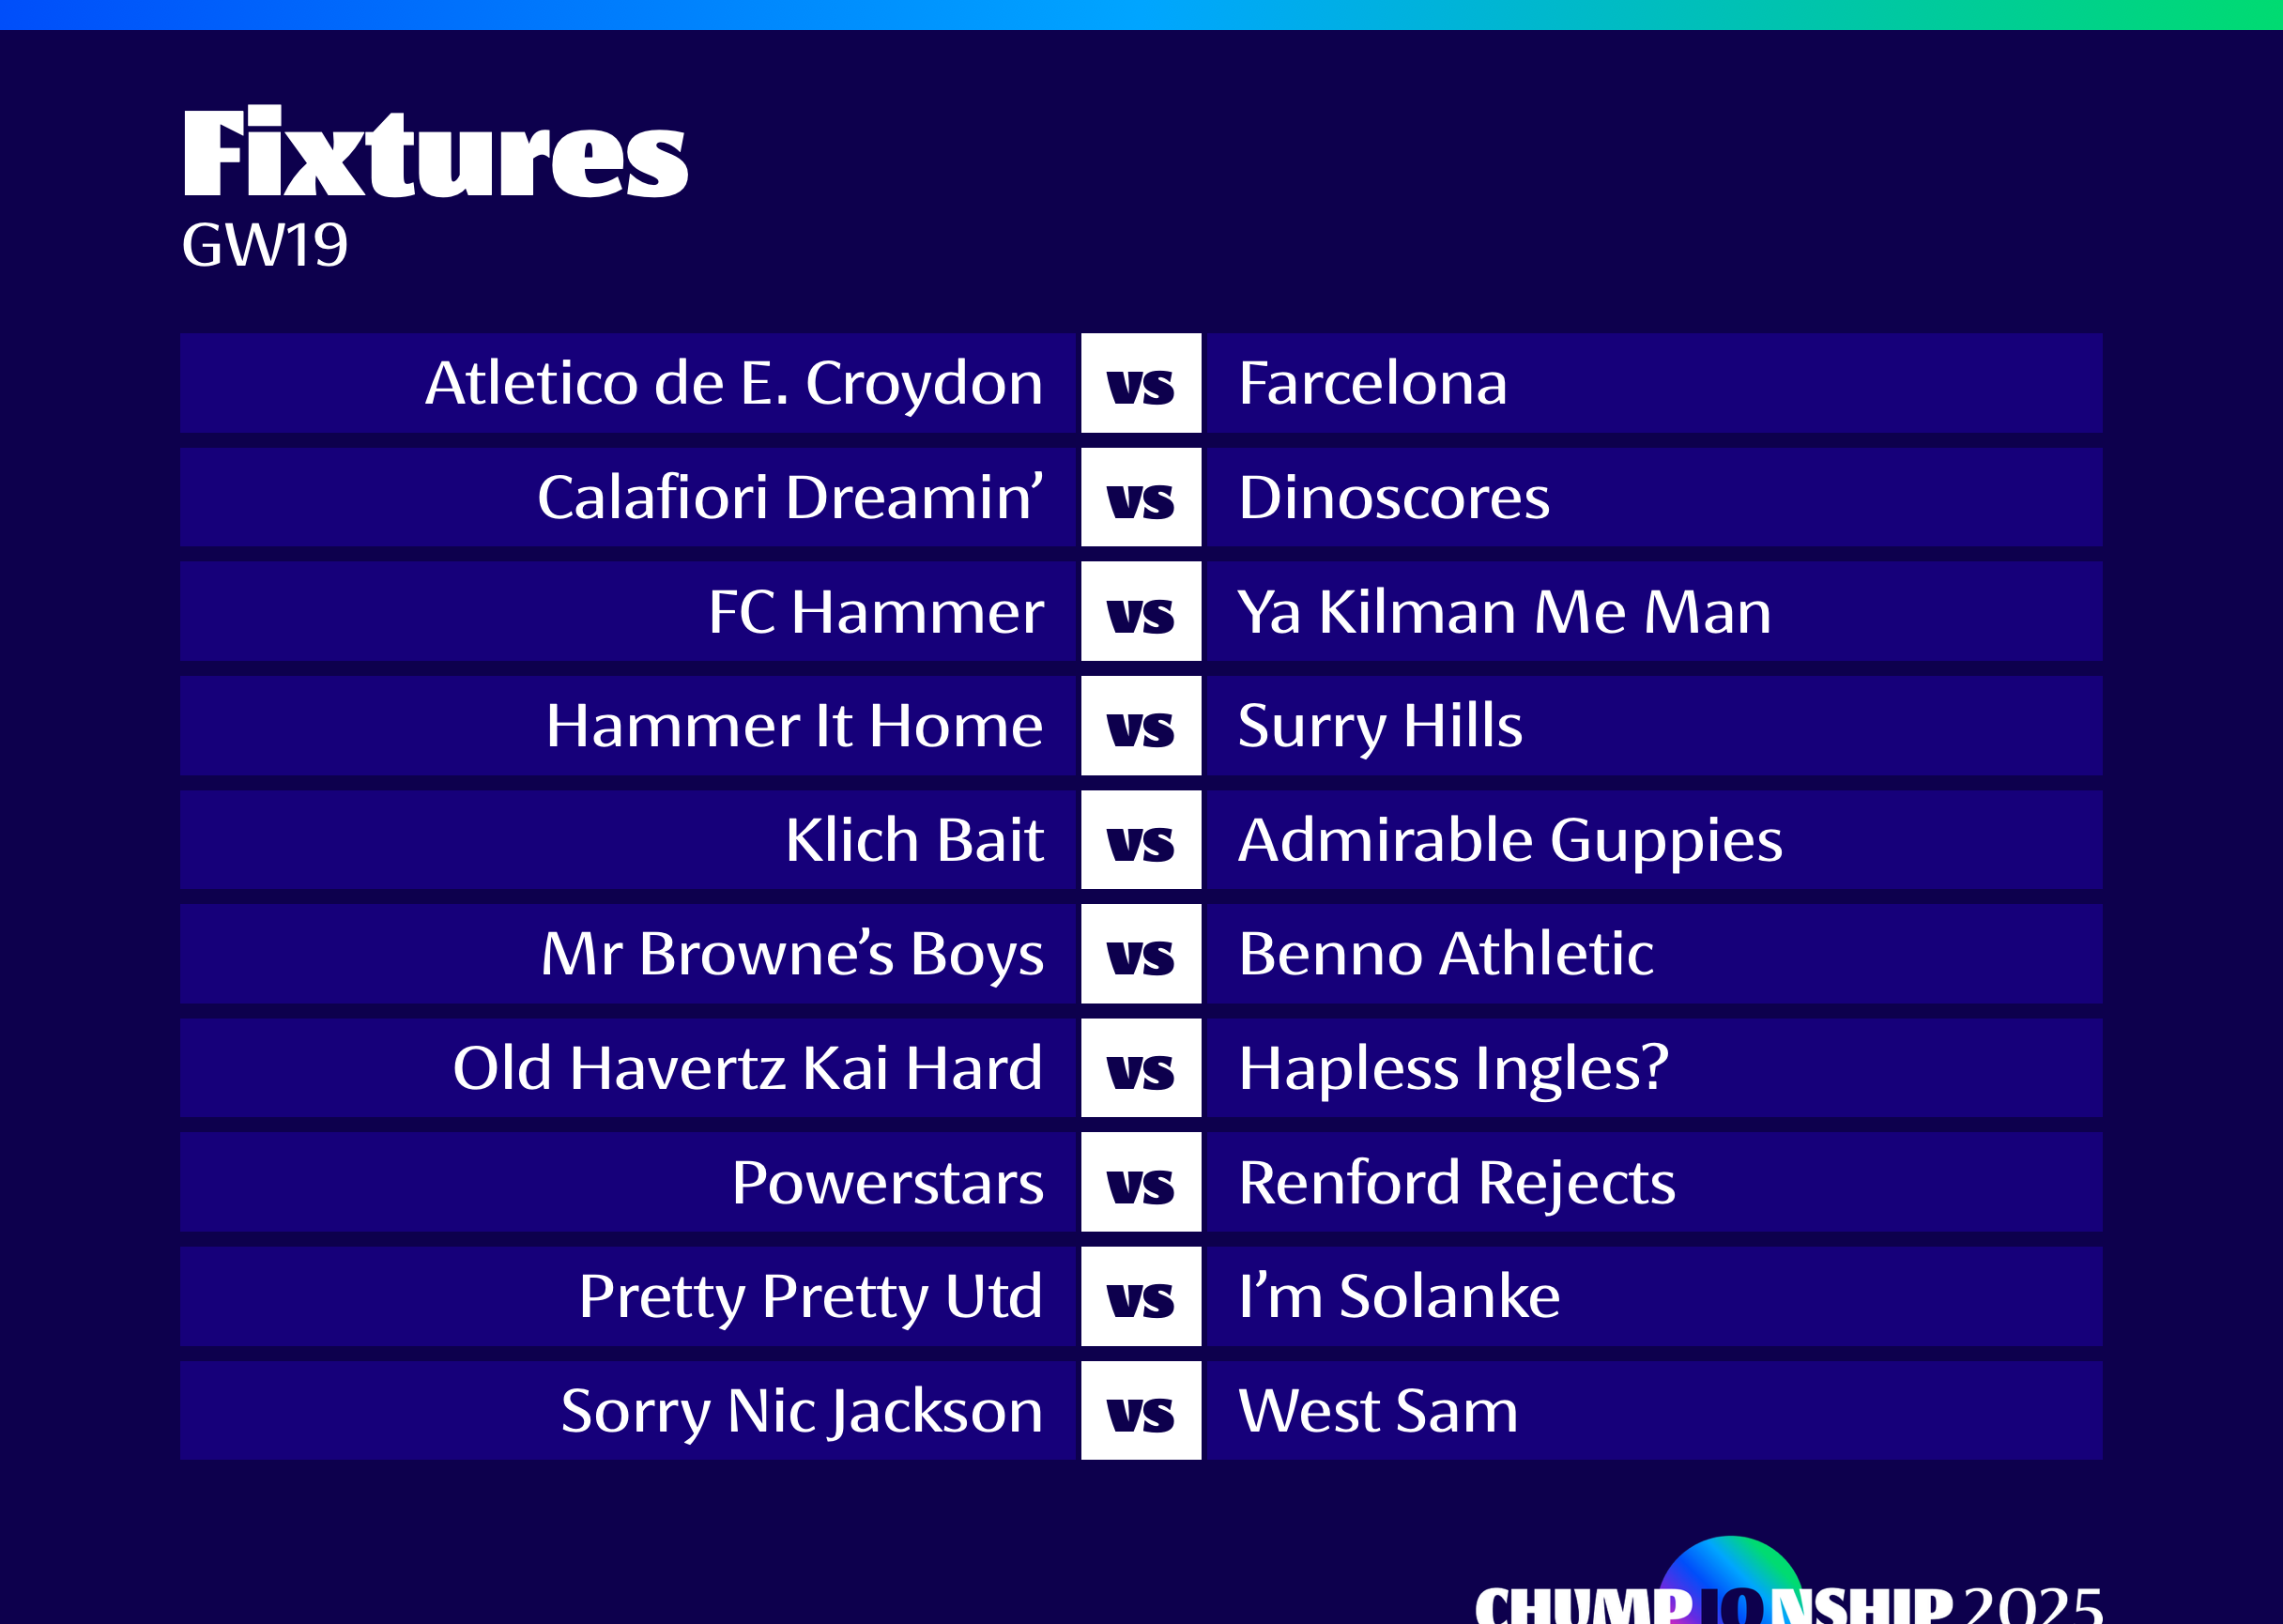 Fixtures
GW19
Atletico de E. Croydon vs Farcelona
Calafiori Dreamin’ vs Dinoscores
FC Hammer vs Ya Kilman Me Man
Hammer It Home vs Surry Hills
Klich Bait vs Admirable Guppies
Mr Browne’s Boys vs Benno Athletic
Old Havertz Kai Hard vs Hapless Ingles?
Powerstars vs Renford Rejects
Pretty Pretty Utd vs I’m Solanke
Sorry Nic Jackson vs West Sam
CHUMPIONSHIP 2025